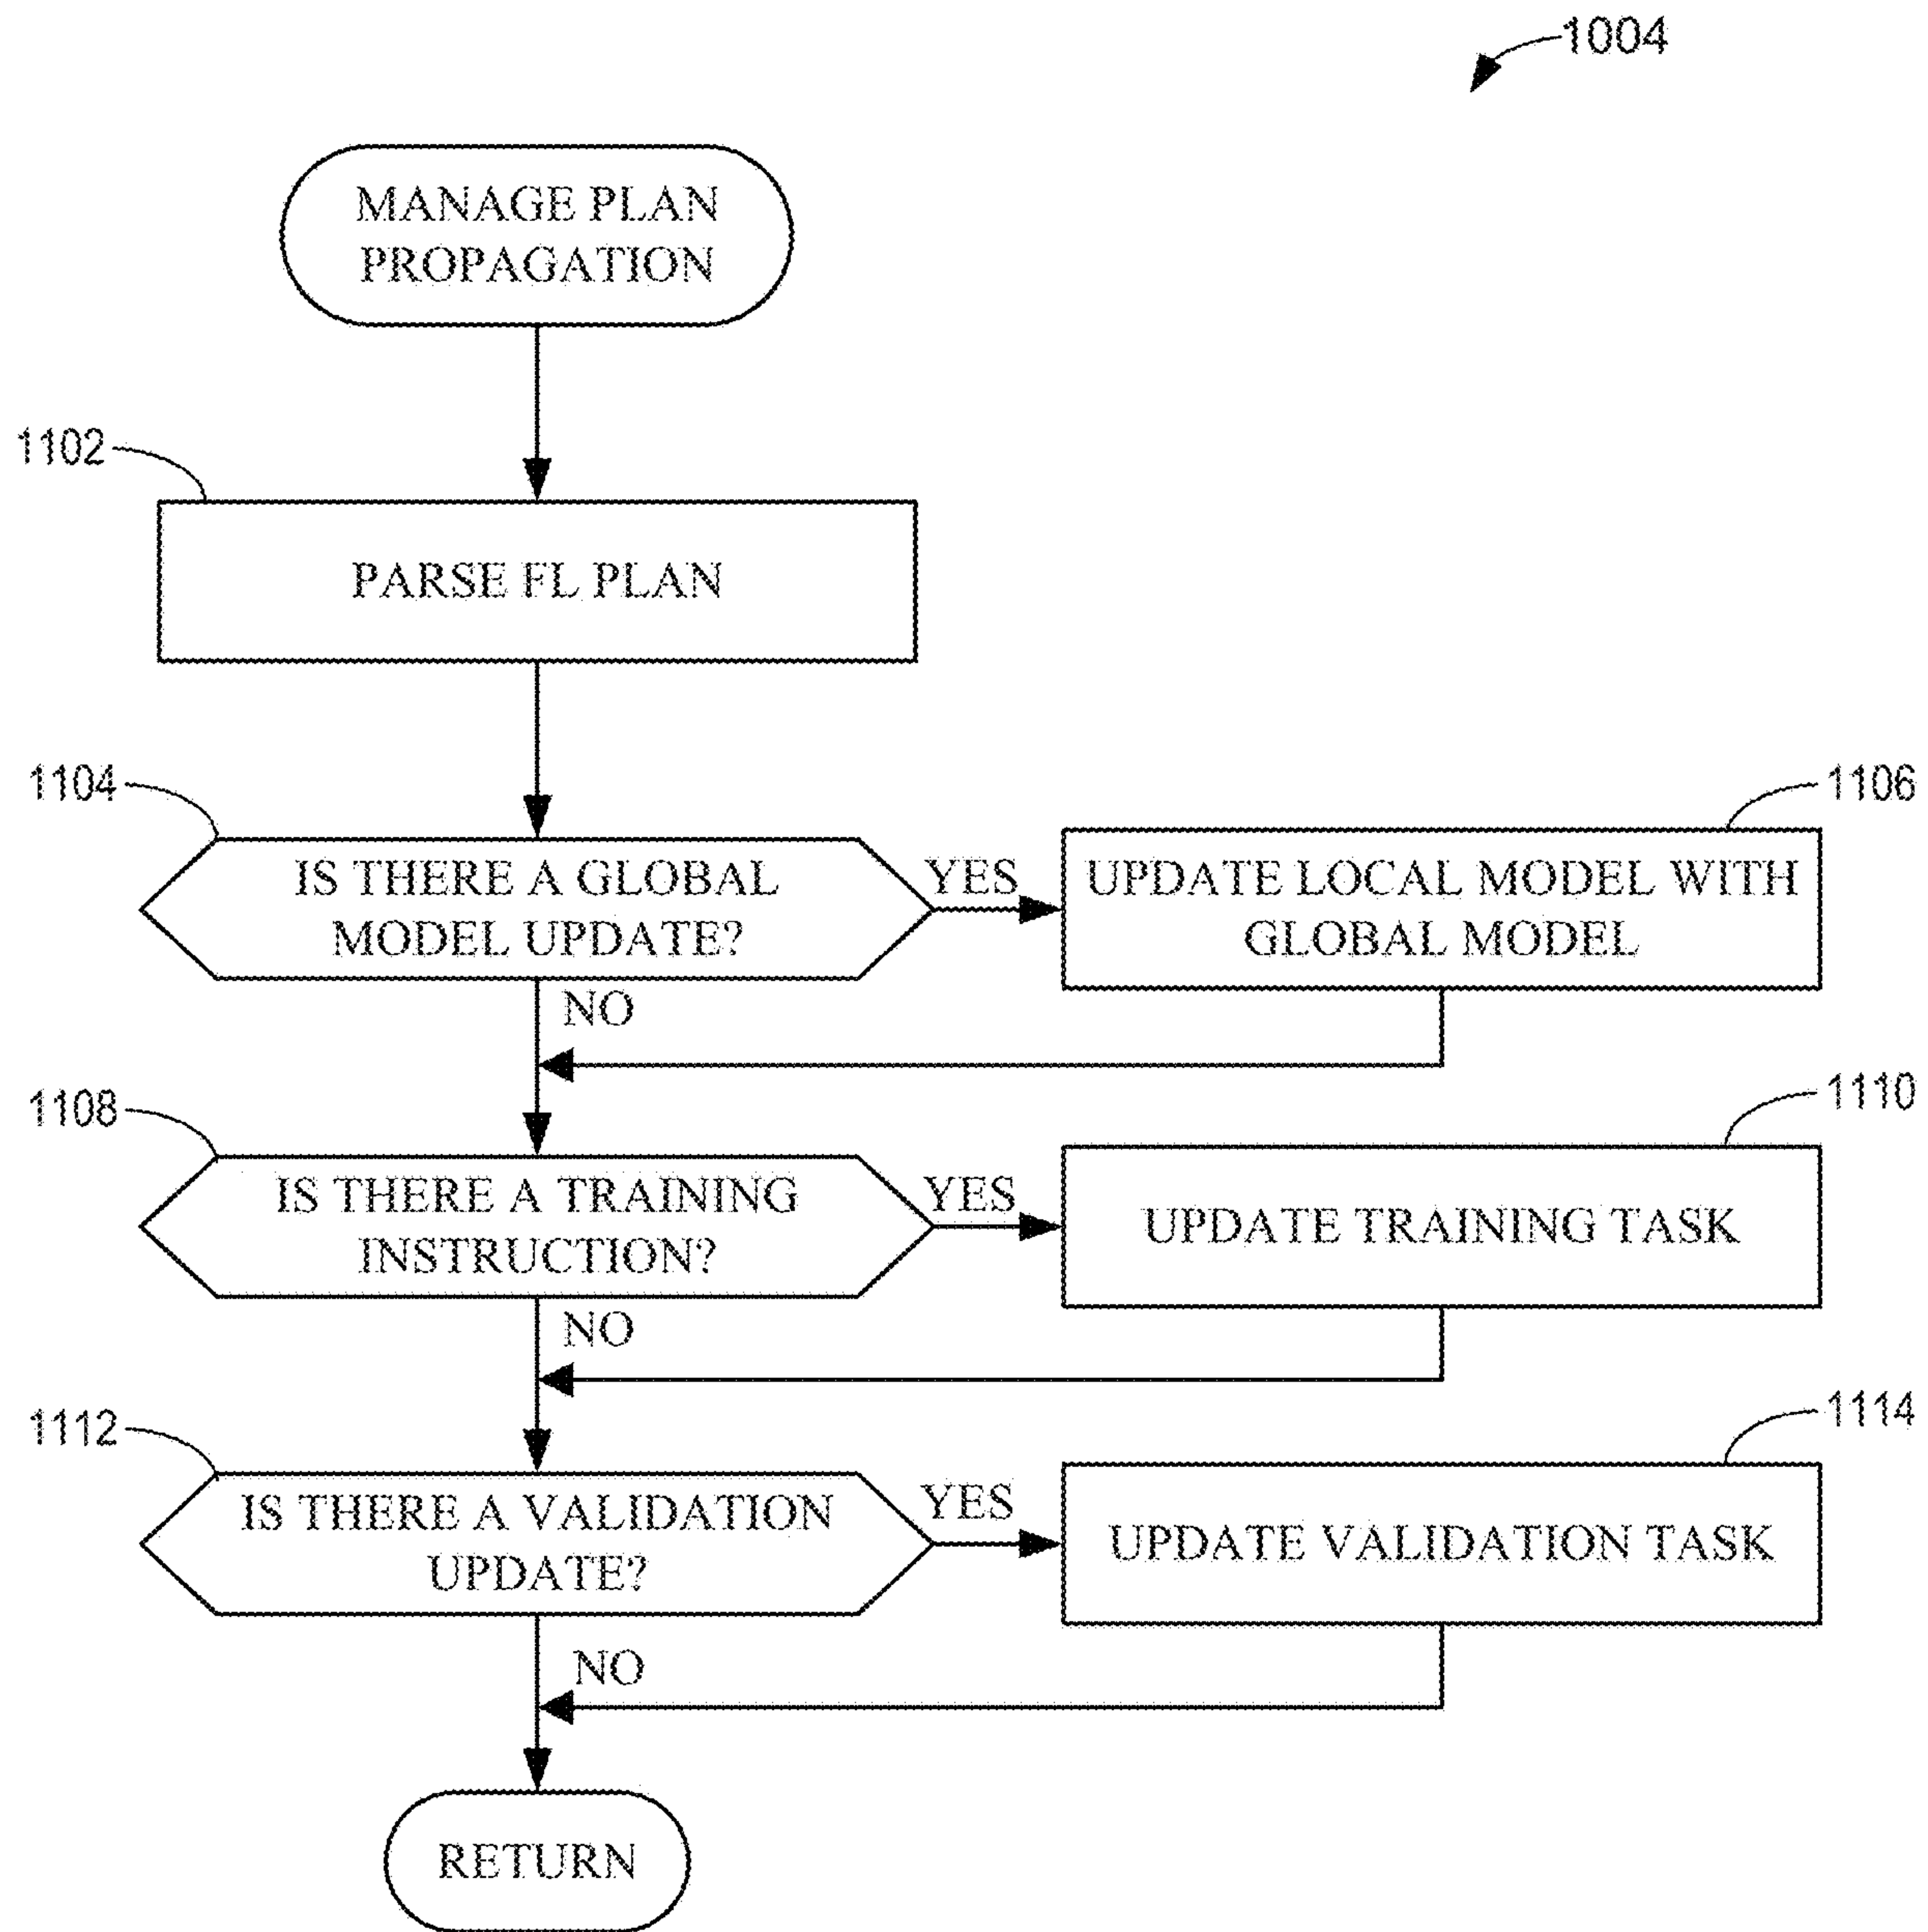 1004
MANAGE PLAN
PROPAGATION
1102
PARSE FL PLAN
1104
IS THERE A GLOBAL
MODEL UPDATE?
YES
1106
UPDATE LOCAL MODEL WITH
GLOBAL MODEL
NO
1108
IS THERE A TRAINING
INSTRUCTION?
YES
1110
UPDATE TRAINING TASK
NO
1112
IS THERE A VALIDATION
UPDATE?
YES
1114
UPDATE VALIDATION TASK
NO
RETURN